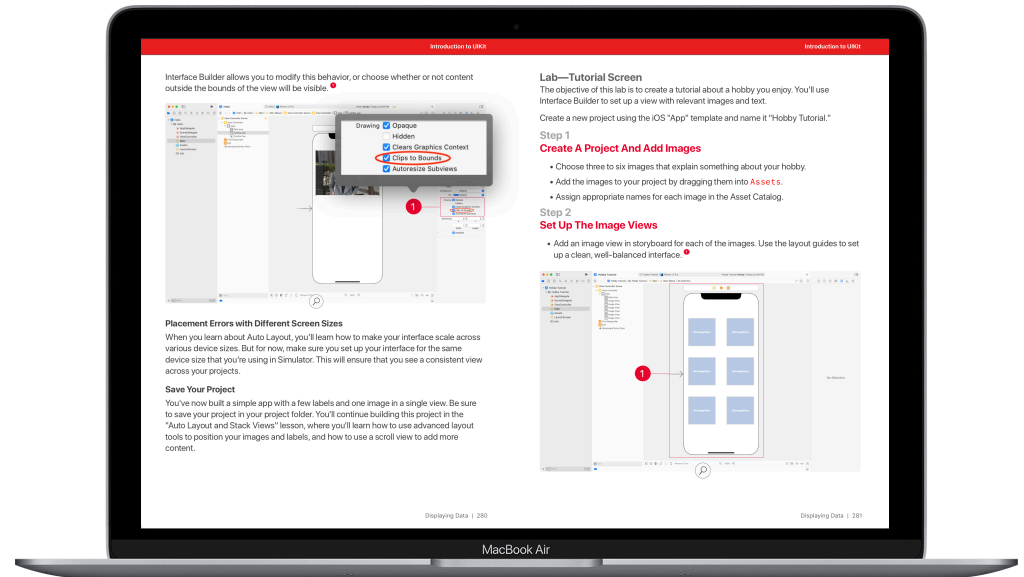 Introduction to UIKit
Interface Builder allows you to modify this behavior, or choose whether or not content
outside the bounds of the view will be visible. 1
Drawing Opaque
Hidden
Clears Graphics Context
Clips to Bounds
Autoresize Subviews
1
Placement Errors with Different Screen Sizes
When you learn about Auto Layout, you'll learn how to make your interface scale across
various device sizes. But for now, make sure you set up your interface for the same
device size that you're using in Simulator. This will ensure that you see a consistent view
across your projects.
Save Your Project
You've now built a simple app with a few labels and one image in a single view. Be sure
to save your project in your project folder. You'll continue building this project in the
"Auto Layout and Stack Views" lesson, where you'll learn how to use advanced layout
tools to position your images and labels, and how to use a scroll view to add more
content.
Displaying Data | 280
Introduction to UIKit
Lab—Tutorial Screen
The objective of this lab is to create a tutorial about a hobby you enjoy. You'll use
Interface Builder to set up a view with relevant images and text.
Create a new project using the iOS "App" template and name it "Hobby Tutorial."
Step 1
Create A Project And Add Images
• Choose three to six images that explain something about your hobby.
• Add the images to your project by dragging them into Assets.
• Assign appropriate names for each image in the Asset Catalog.
Step 2
Set Up The Image Views
• Add an image view in storyboard for each of the images. Use the layout guides to set
up a clean, well-balanced interface. 1
1
No Selection
Displaying Data | 281
MacBook Air